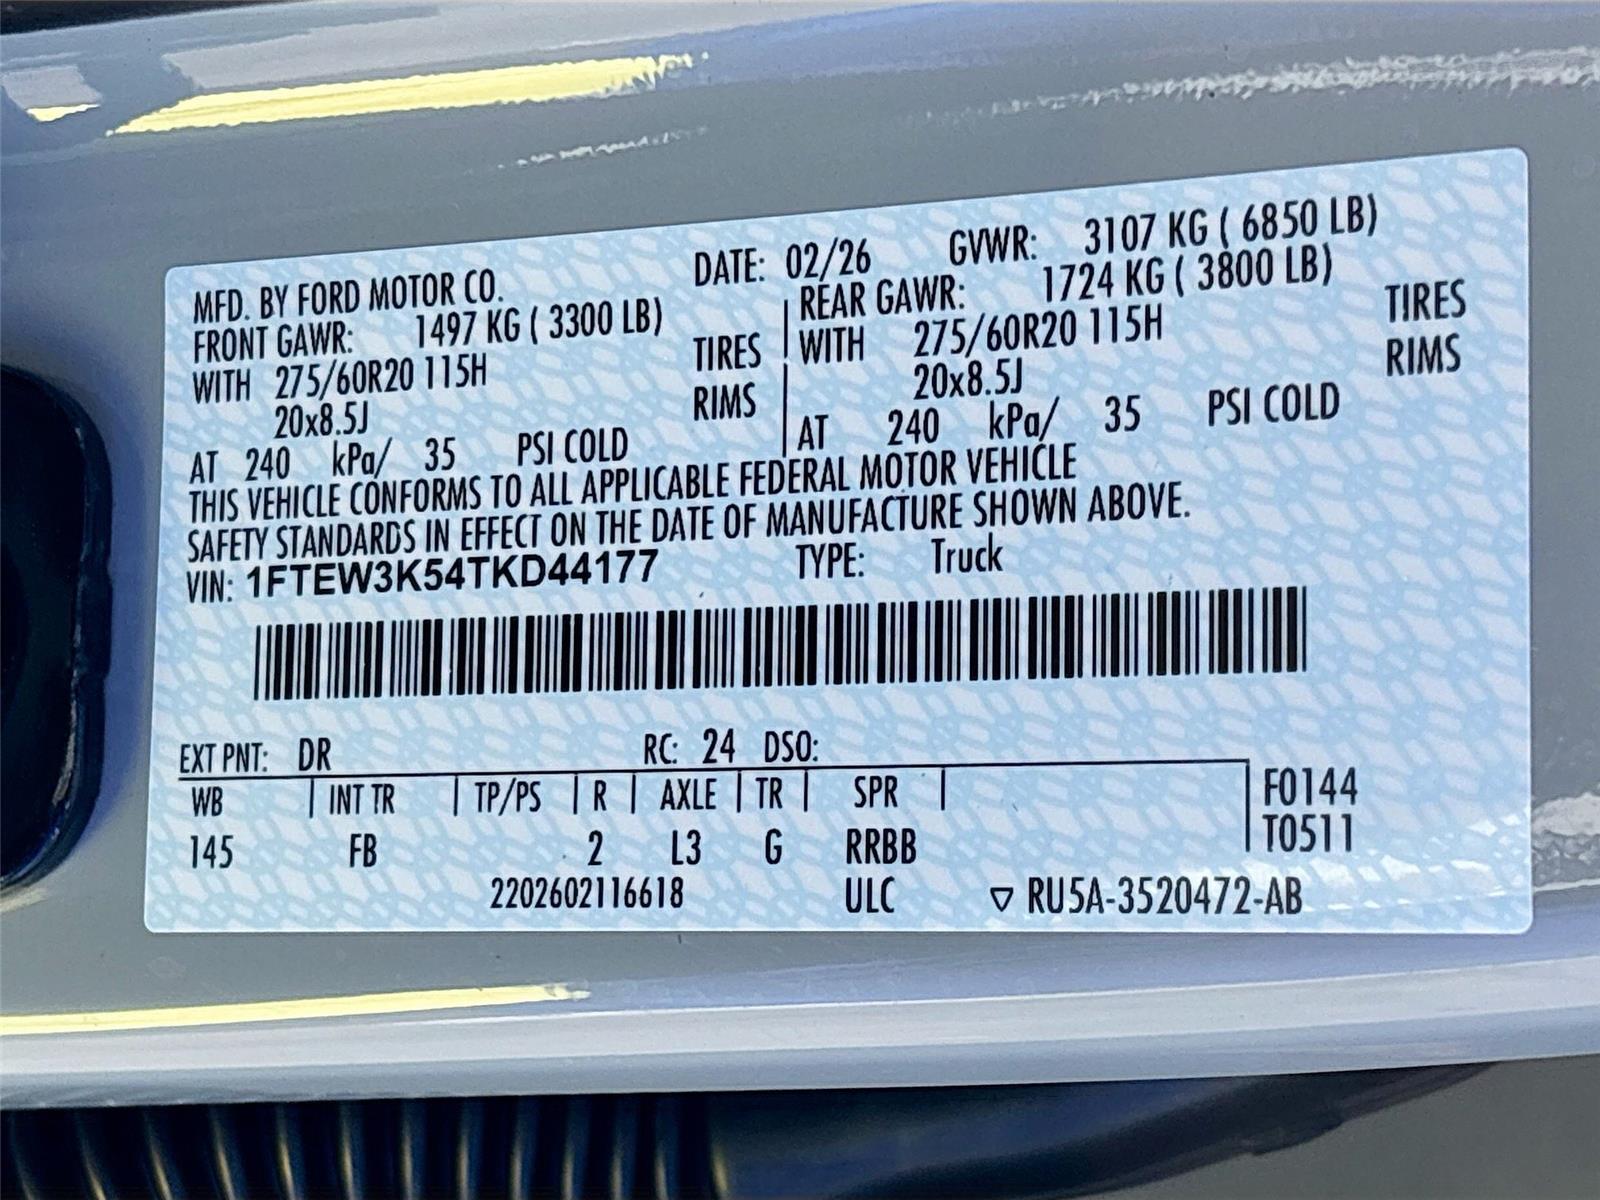 MFD. BY FORD MOTOR CO. DATE: 02/26 GVWR: 3107 KG ( 6850 LB)
FRONT GAWR: 1497 KG ( 3300 LB) REAR GAWR: 1724 KG ( 3800 LB)
WITH 275/60R20 115H TIRES WITH 275/60R20 115H TIRES
20x8.5J RIMS 20x8.5J RIMS
AT 240 kPa/ 35 PSI COLD AT 240 kPa/ 35 PSI COLD
THIS VEHICLE CONFORMS TO ALL APPLICABLE FEDERAL MOTOR VEHICLE
SAFETY STANDARDS IN EFFECT ON THE DATE OF MANUFACTURE SHOWN ABOVE.
VIN: 1FTEW3K54TKD44177 TYPE: Truck
EXT PNT: DR RC: 24 DSO:
WB INT TR TP/PS R AXLE TR SPR F0144
145 FB 2 L3 G RRBB T0511
2202602116618 ULC ▽ RU5A-3520472-AB